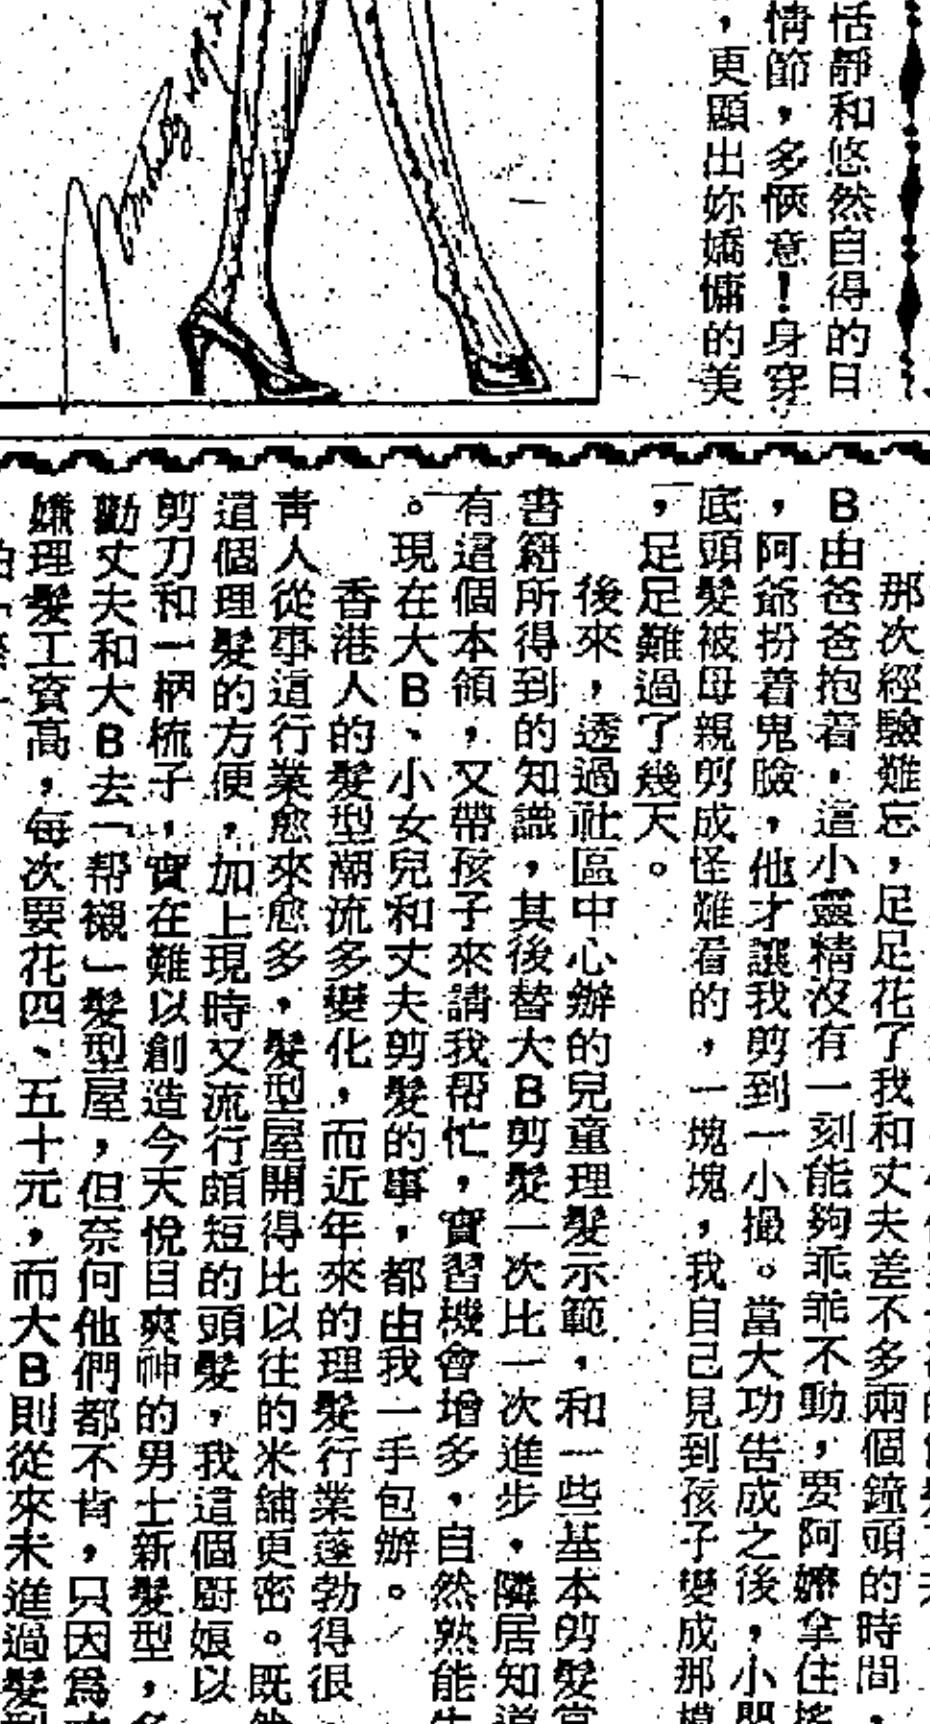 恬靜和悠然自得的日
情節，多愜意！身穿
，更顯出妳嬌慵的美
那次經驗難忘，足足花了我和丈夫差不多兩個鐘頭的時間，
B由爸爸抱着，這小靈精沒有一刻能夠乖乖不動，要阿嫲拿住搖
，阿爺扮着鬼臉，他才讓我剪到一小撮。當大功告成之後，小
底頭髮被母親剪成怪難看的，一塊塊，我自己見到孩子變成那模
，足足難過了幾天。
後來，透過社區中心辦的兒童理髮示範，和一些基本剪髮
書籍所得到的知識，其後替大B剪髮一次比一次進步，隣居知道
有這個本領，又帶孩子來請我帮忙，實習機會增多，自然熟能生
。現在大B、小女兒和丈夫剪髮的事，都由我一手包辦。
香港人的髮型潮流多變化，而近年來的理髮行業蓬勃得很
青人從事這行業愈來愈多，髮型屋開得比以往的米舖更密。既
這個理髮的方便，加上現時又流行頗短的頭髮，我這個廚娘以
剪刀和一柄梳子，實在難以創造今天悅目爽神的男士新髮型，
勸丈夫和大B去「帮襯」髮型屋，但奈何他們都不肯，只因爲
嫌理髮工資高，每次要花四、五十元，而大B則從來未進過髮型